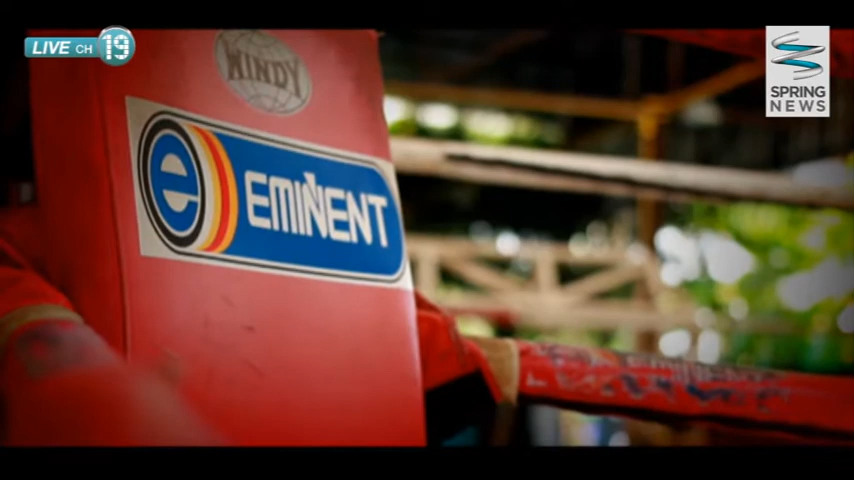 LIVE CH 19
WINDY
e EMINENT
SPRING
NEWS